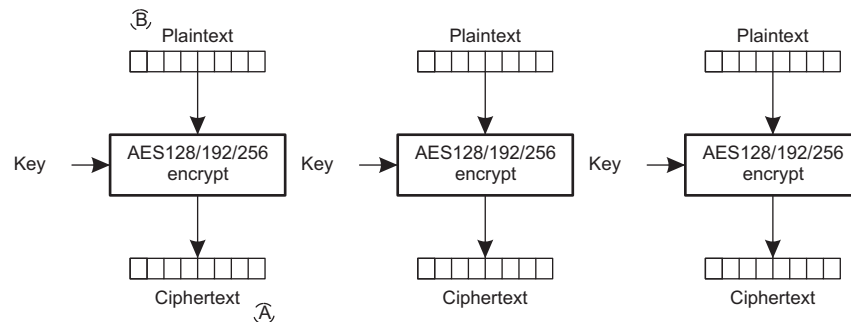 B
Plaintext Plaintext Plaintext
Key AES128/192/256 encrypt Key AES128/192/256 encrypt Key AES128/192/256 encrypt
Ciphertext Ciphertext Ciphertext
A